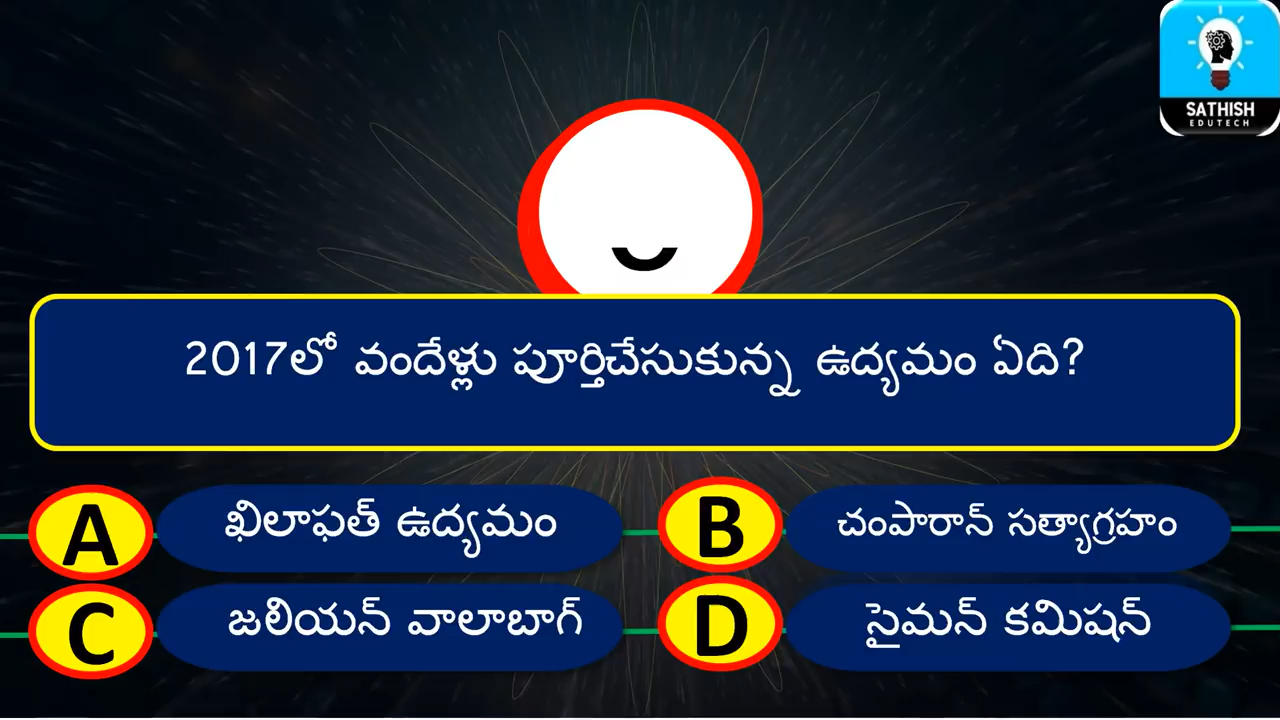 SATHISH
EDUTECH
2017లో వందేళ్లు పూర్తిచేసుకున్న ఉద్యమం ఏది?
A ఖిలాఫత్ ఉద్యమం
B చంపారాన్ సత్యాగ్రహం
C జలియన్ వాలాబాగ్
D సైమన్ కమిషన్